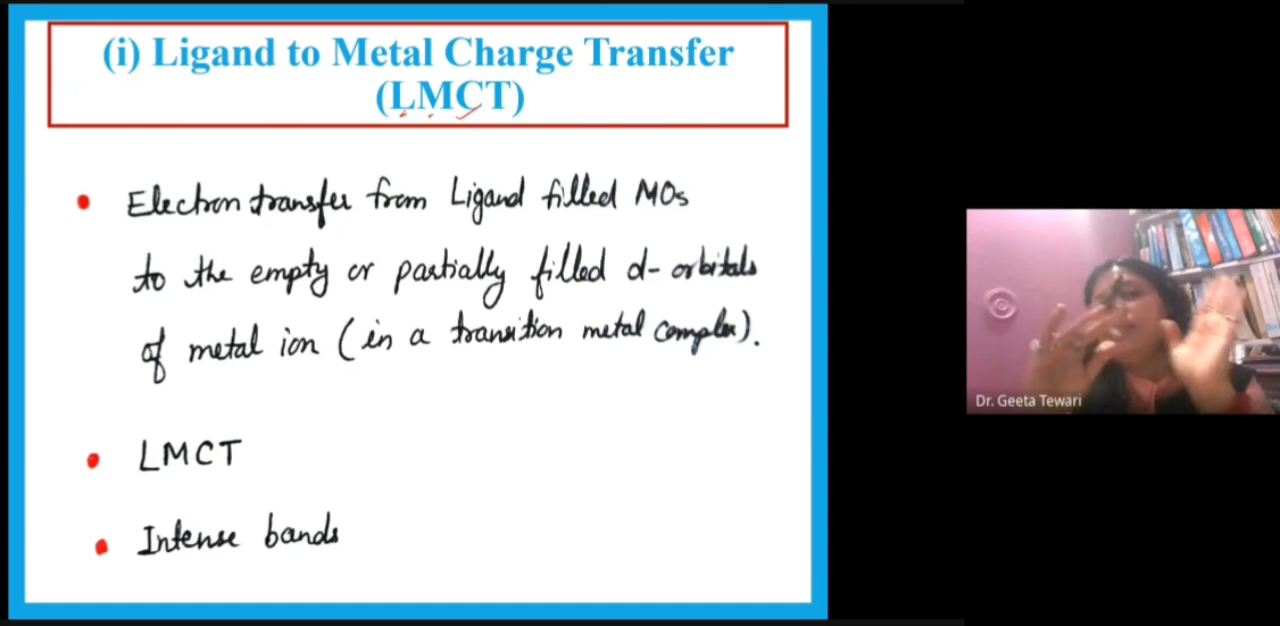 (i) Ligand to Metal Charge Transfer
(LMCT)
Electron transfer from Ligand filled MOs
to the empty or partially filled d- orbitals
of metal ion (in a transition metal complex).
LMCT
Intense bands
Dr. Geeta Tewari